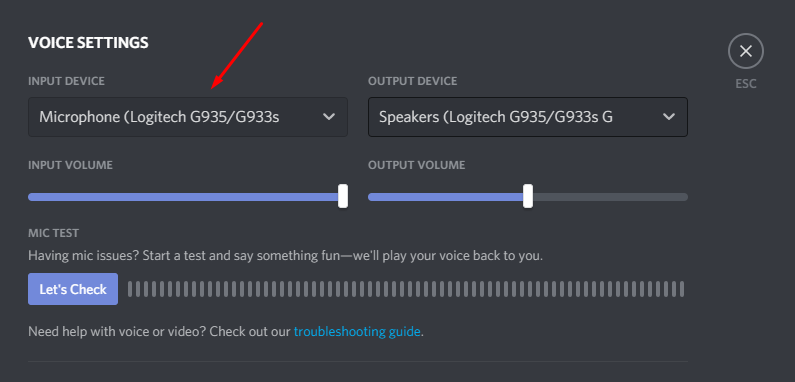 VOICE SETTINGS
INPUT DEVICE
OUTPUT DEVICE
ESC
Microphone (Logitech G935/G933s
Speakers (Logitech G935/G933s G
INPUT VOLUME
OUTPUT VOLUME
MIC TEST
Having mic issues? Start a test and say something fun—we'll play your voice back to you.
Let's Check
Need help with voice or video? Check out our troubleshooting guide.